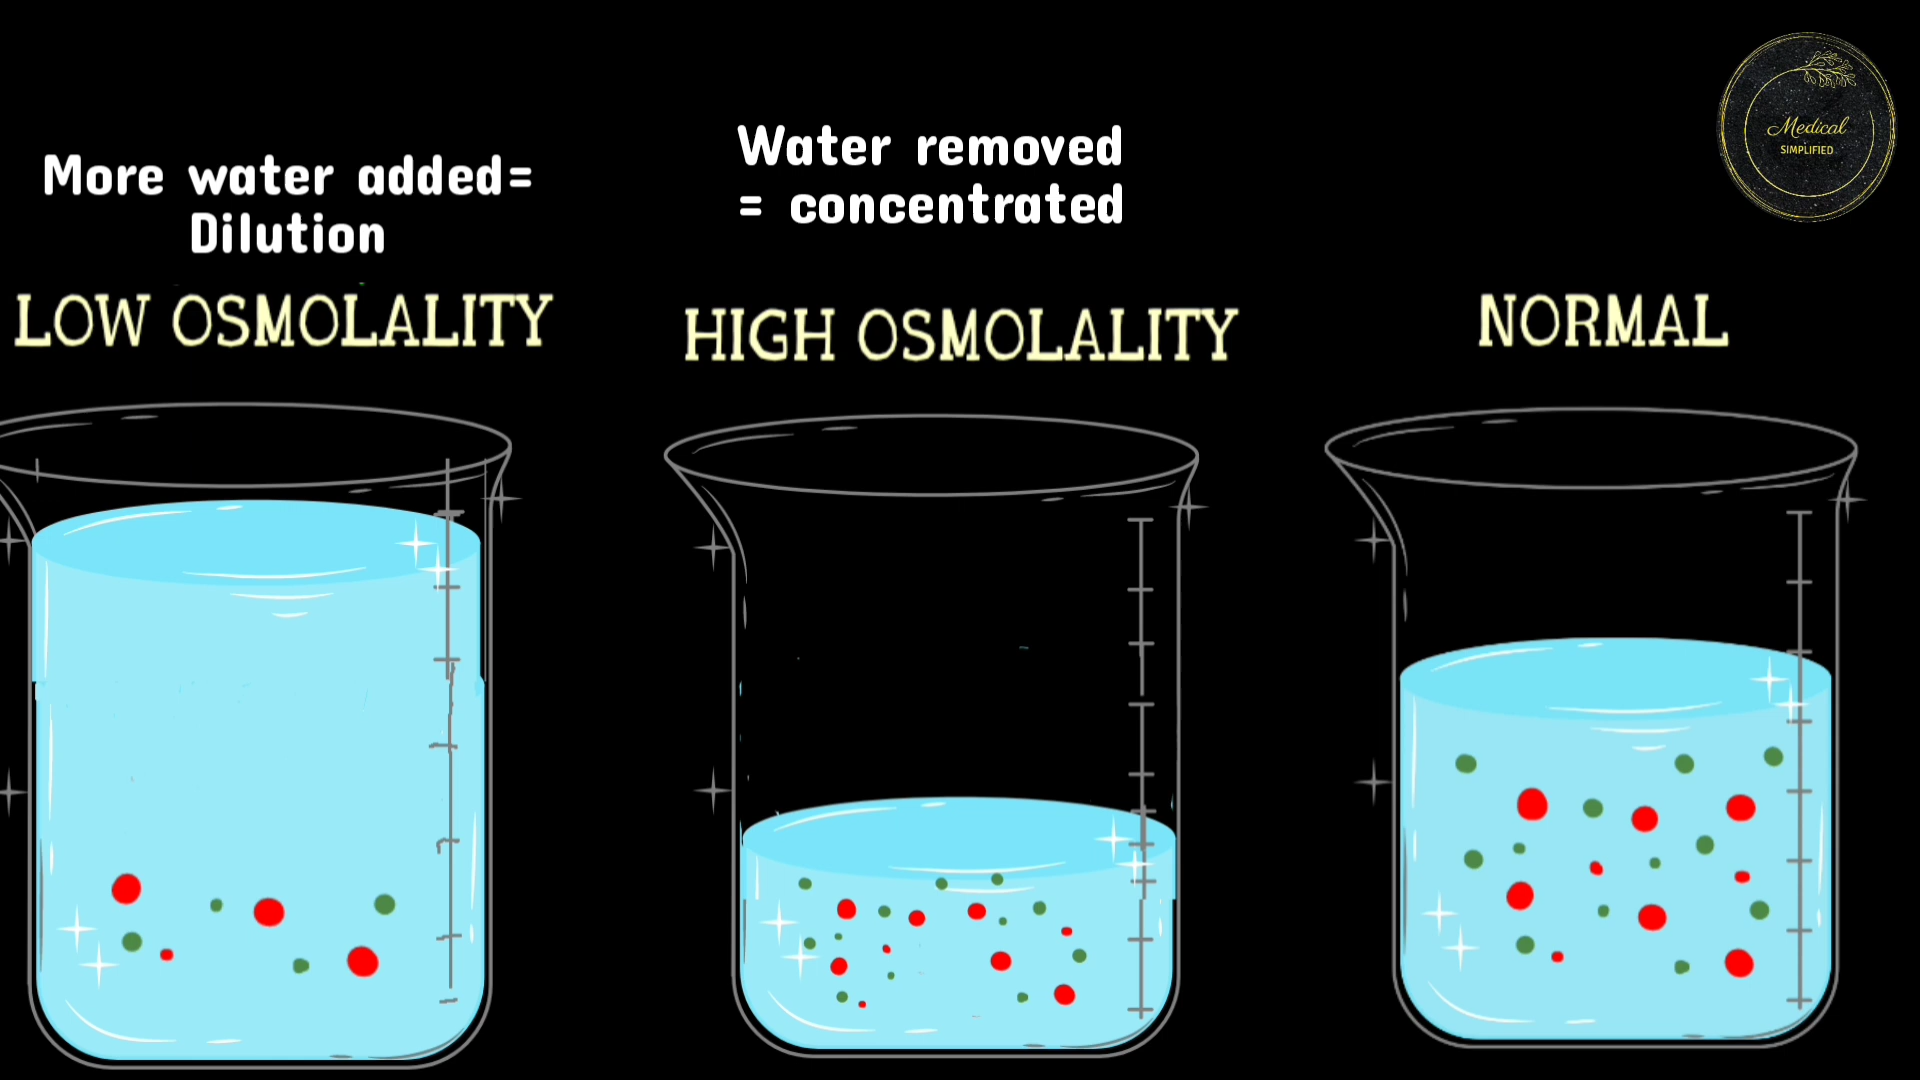 More water added=
Dilution
LOW OSMOLALITY
Water removed
= concentrated
HIGH OSMOLALITY
NORMAL
Medical
SIMPLIFIED